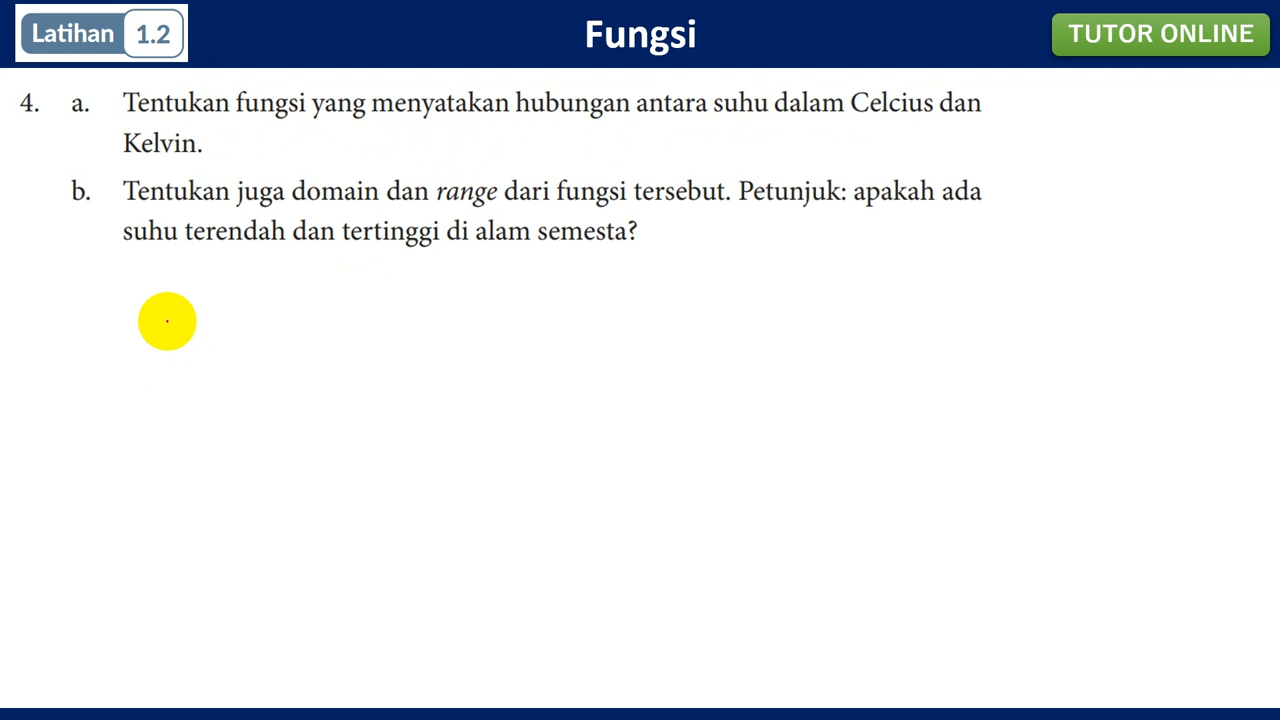 Latihan 1.2
Fungsi
TUTOR ONLINE
4. a. Tentukan fungsi yang menyatakan hubungan antara suhu dalam Celcius dan
Kelvin.
b. Tentukan juga domain dan range dari fungsi tersebut. Petunjuk: apakah ada
suhu terendah dan tertinggi di alam semesta?